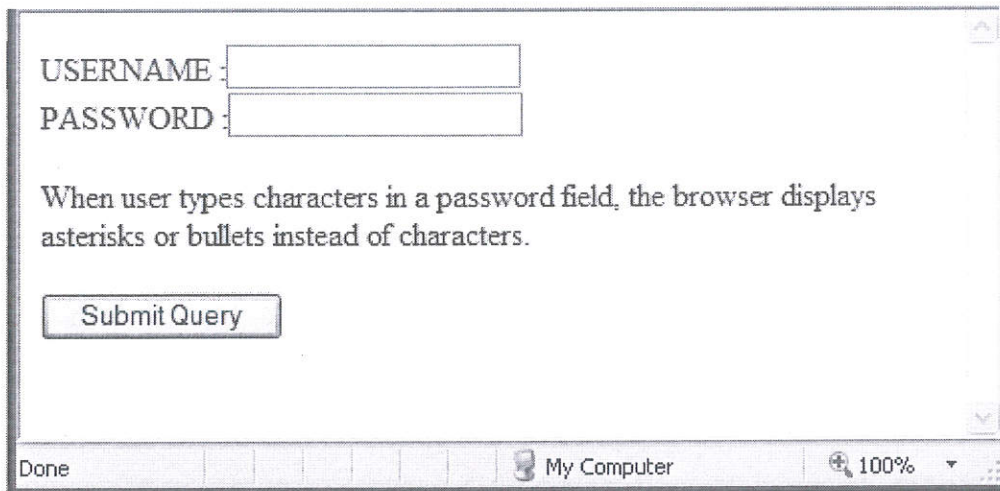 USERNAME :
PASSWORD :
When user types characters in a password field, the browser displays
asterisks or bullets instead of characters.
Submit Query
Done My Computer 100%